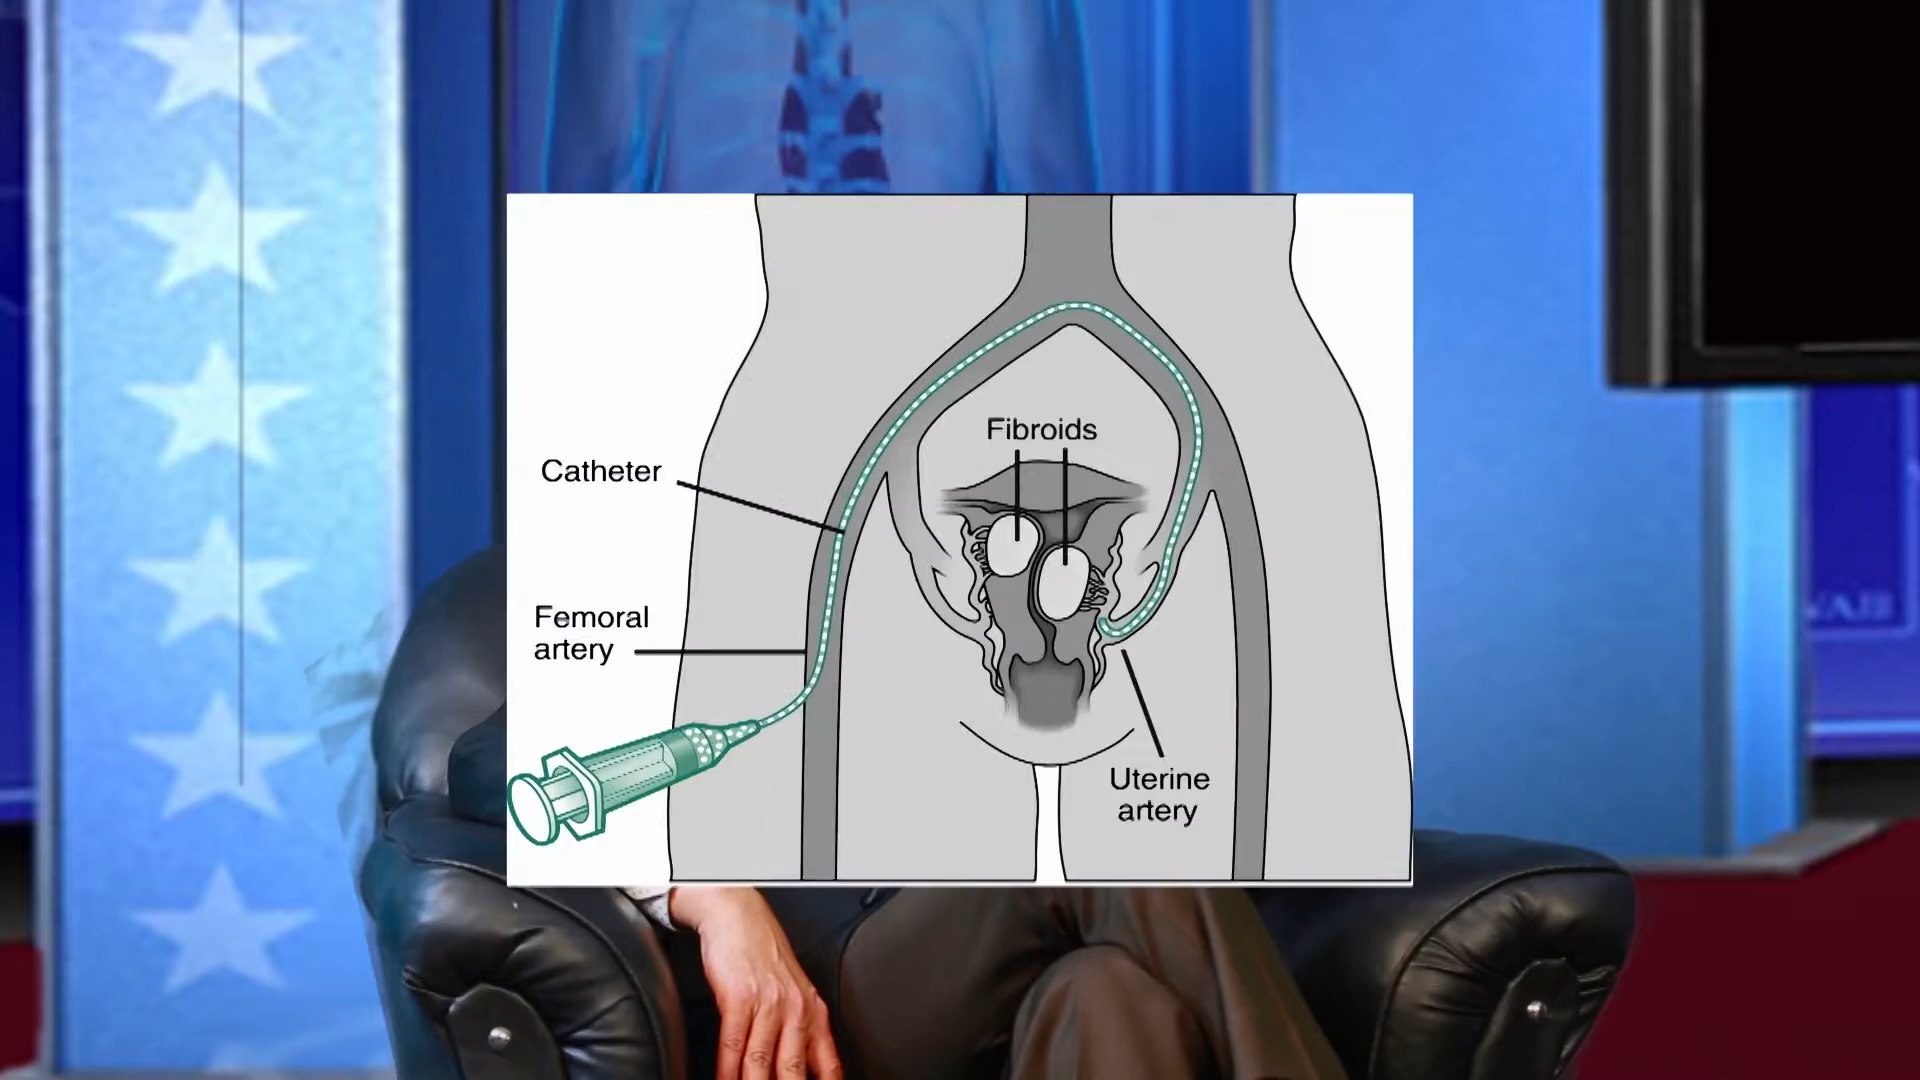 Fibroids
Catheter
Femoral
artery
Uterine
artery